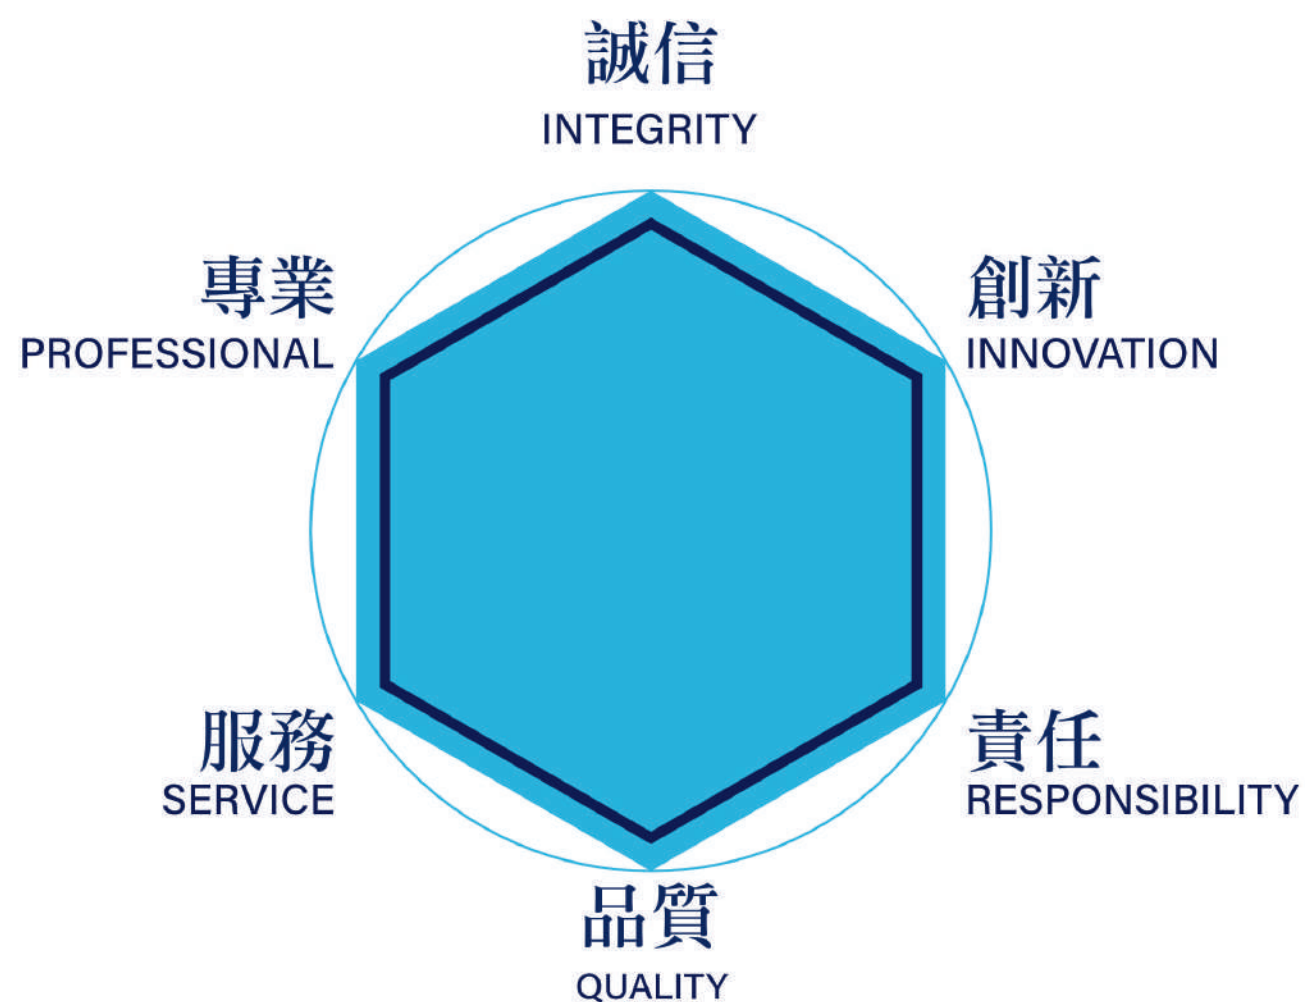 誠信
INTEGRITY
專業
PROFESSIONAL
創新
INNOVATION
服務
SERVICE
責任
RESPONSIBILITY
品質
QUALITY